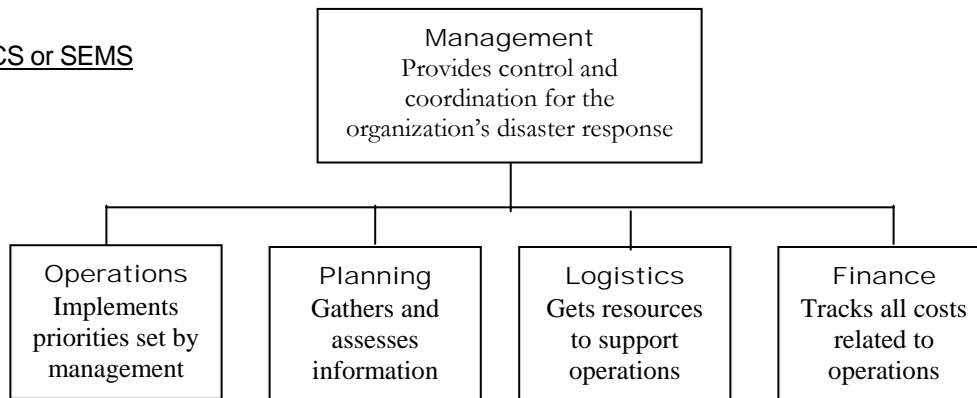 CS or SEMS
Management
Provides control and
coordination for the
organization's disaster response
Operations
Implements
priorities set by
management
Planning
Gathers and
assesses
information
Logistics
Gets resources
to support
operations
Finance
Tracks all costs
related to
operations